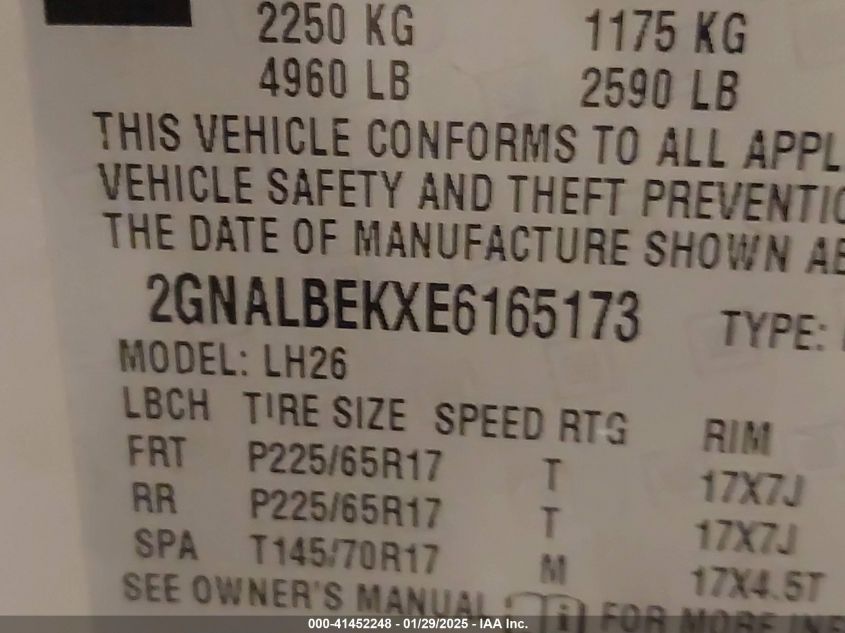 2250 KG 1175 KG
4960 LB 2590 LB
THIS VEHICLE CONFORMS TO ALL APPL
VEHICLE SAFETY AND THEFT PREVENTIO
THE DATE OF MANUFACTURE SHOWN AB
2GNALBEKXE6165173 TYPE:
MODEL: LH26
LBCH TIRE SIZE SPEED RTG RIM
FRT P225/65R17 T 17X7J
RR P225/65R17 T 17X7J
SPA T145/70R17 M 17X4.5T
SEE OWNER'S MANUAL : i FOR MORE INF
000-41452248 - 01/29/2025 - IAA, Inc.